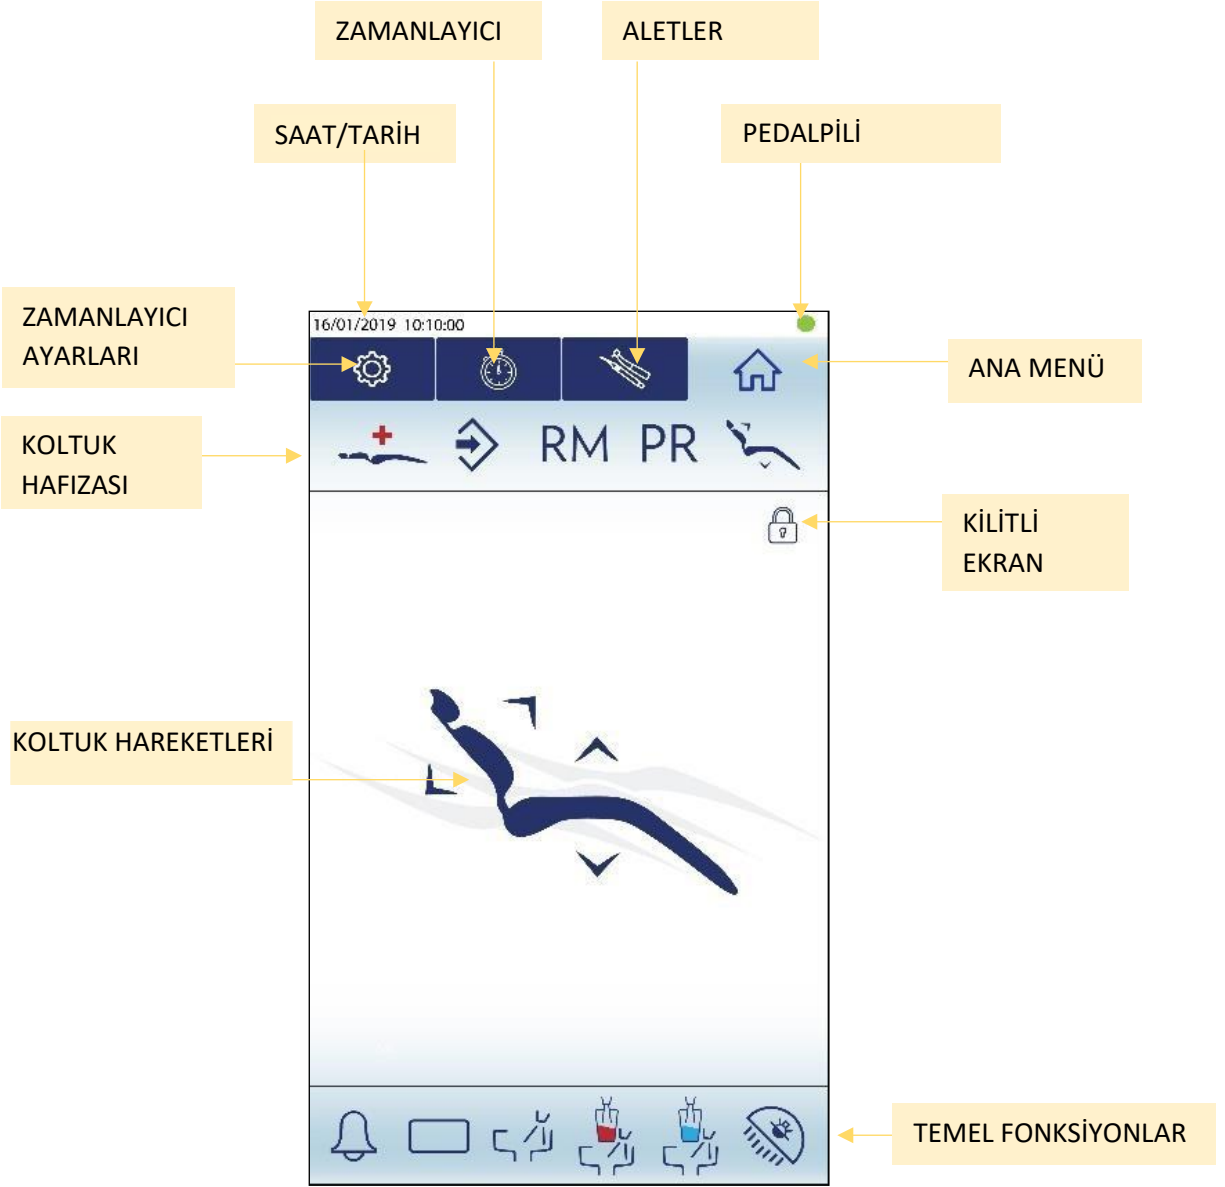 ZAMANLAYICI
ALETLER
SAAT/TARİH
PEDALPİLİ
ZAMANLAYICI
AYARLARI
16/01/2019 10:10:00
ANA MENÜ
KOLTUK
HAFIZASI
RM PR
KİLİTLİ
EKRAN
KOLTUK HAREKETLERİ
TEMEL FONKSİYONLAR